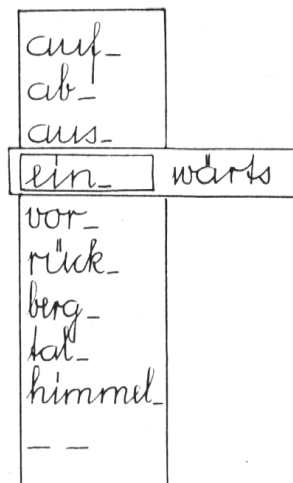 auf_
ab_
aus_
ein_ wärts
vor_
rück_
berg_
tal_
himmel_
_ _